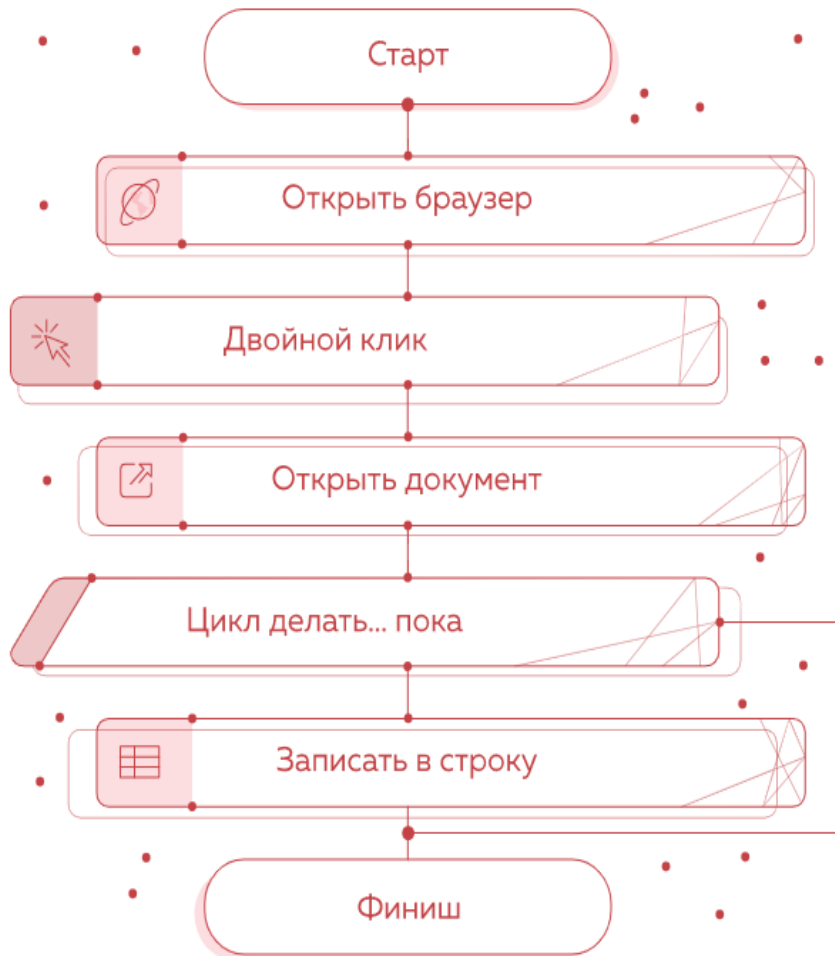 Старт
Открыть браузер
Двойной клик
Открыть документ
Цикл делать... пока
Записать в строку
Финиш